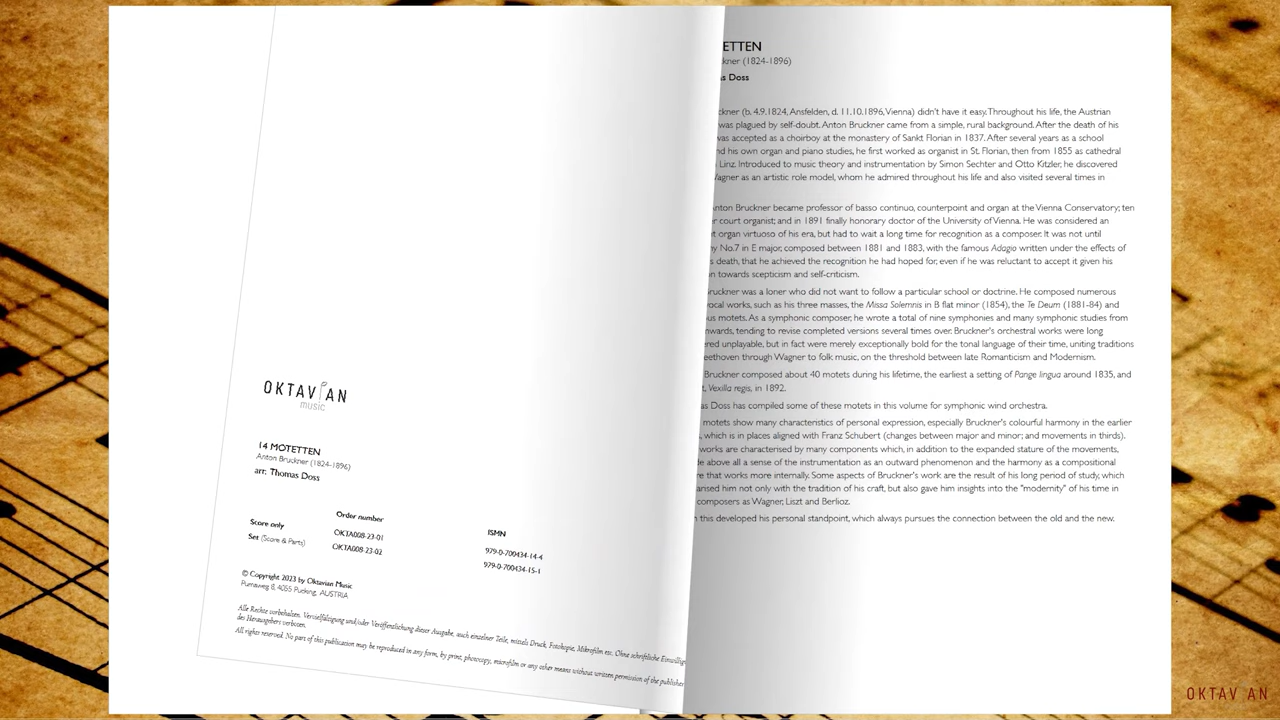 OKTAVIAN
music
14 MOTETTEN
Anton Bruckner (1824-1896)
arr. Thomas Doss
Order number
ISMN
Score only
OKTA008-23-01
979-0-700434-14-4
Set (Score & Parts)
OKTA008-23-02
979-0-700434-15-1
© Copyright 2023 by Oktavian Music
Purnaweg 8, 4055 Pucking, AUSTRIA
Alle Rechte vorbehalten. Vervielfältigung und/oder Veröffentlichung dieser Ausgabe, auch einzelner Teile, mittels Druck, Fotokopie, Mikrofilm etc. Ohne schriftliche Einwillig
des Herausgebers verboten.
All rights reserved. No part of this publication may be reproduced in any form, by print, photocopy, microfilm or any other means without written permission of the publisher
ETTEN
ckner (1824-1896)
as Doss
ckner (b. 4.9.1824, Ansfelden, d. 11.10.1896, Vienna) didn't have it easy. Throughout his life, the Austrian
was plagued by self-doubt. Anton Bruckner came from a simple, rural background. After the death of his
was accepted as a choirboy at the monastery of Sankt Florian in 1837. After several years as a school
nd his own organ and piano studies, he first worked as organist in St. Florian, then from 1855 as cathedral
Linz. Introduced to music theory and instrumentation by Simon Sechter and Otto Kitzler, he discovered
Wagner as an artistic role model, whom he admired throughout his life and also visited several times in
Anton Bruckner became professor of basso continuo, counterpoint and organ at the Vienna Conservatory; ten
r court organist; and in 1891 finally honorary doctor of the University of Vienna. He was considered an
t organ virtuoso of his era, but had to wait a long time for recognition as a composer. It was not until
ny No.7 in E major, composed between 1881 and 1883, with the famous Adagio written under the effects of
s death, that he achieved the recognition he had hoped for, even if he was reluctant to accept it given his
n towards scepticism and self-criticism.
Bruckner was a loner who did not want to follow a particular school or doctrine. He composed numerous
vocal works, such as his three masses, the Missa Solemnis in B flat minor (1854), the Te Deum (1881-84) and
us motets. As a symphonic composer, he wrote a total of nine symphonies and many symphonic studies from
nwards, tending to revise completed versions several times over. Bruckner's orchestral works were long
ered unplayable, but in fact were merely exceptionally bold for the tonal language of their time, uniting traditions
eethoven through Wagner to folk music, on the threshold between late Romanticism and Modernism.
Bruckner composed about 40 motets during his lifetime, the earliest a setting of Pange lingua around 1835, and
t, Vexilla regis, in 1892.
as Doss has compiled some of these motets in this volume for symphonic wind orchestra.
motets show many characteristics of personal expression, especially Bruckner's colourful harmony in the earlier
, which is in places aligned with Franz Schubert (changes between major and minor; and movements in thirds).
works are characterised by many components which, in addition to the expanded stature of the movements,
de above all a sense of the instrumentation as an outward phenomenon and the harmony as a compositional
re that works more internally. Some aspects of Bruckner's work are the result of his long period of study, which
arised him not only with the tradition of his craft, but also gave him insights into the "modernity" of his time in
composers as Wagner, Liszt and Berlioz.
n this developed his personal standpoint, which always pursues the connection between the old and the new.
OKTAV AN